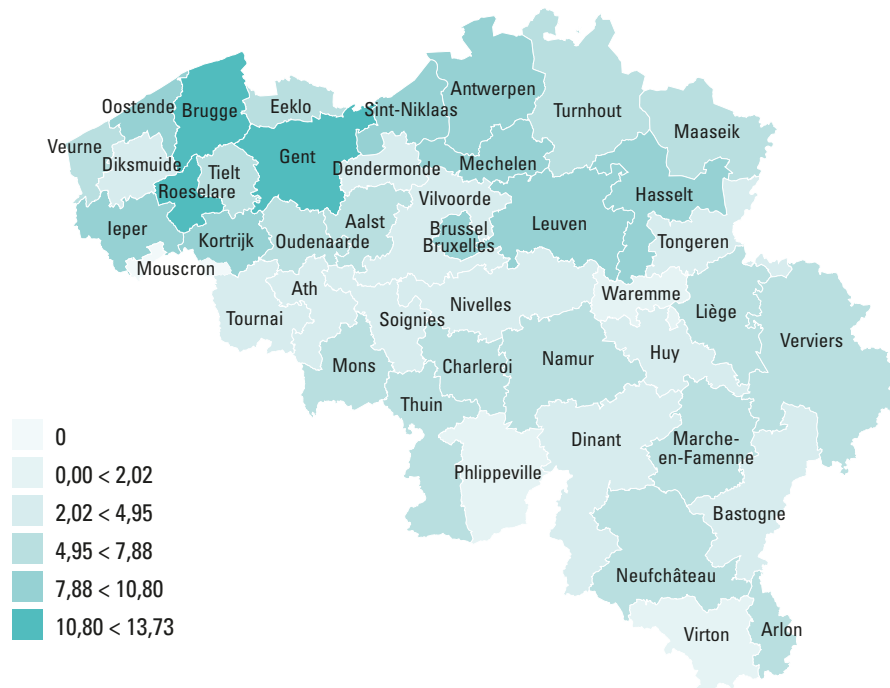 Oostende
Brugge
Eeklo
Sint-Niklaas
Antwerpen
Turnhout
Maaseik
Veurne
Diksmuide
Tielt
Gent
Dendermonde
Mechelen
Roeselare
Vilvoorde
Hasselt
Ieper
Kortrijk
Oudenaarde
Aalst
Brussel
Bruxelles
Leuven
Tongeren
Mouscron
Ath
Tournai
Soignies
Nivelles
Waremme
Liège
Verviers
Mons
Charleroi
Namur
Huy
Thuin
Dinant
Marche-
en-Famenne
Phlippeville
Bastogne
Neufchâteau
Virton
Arlon
0
0,00 < 2,02
2,02 < 4,95
4,95 < 7,88
7,88 < 10,80
10,80 < 13,73